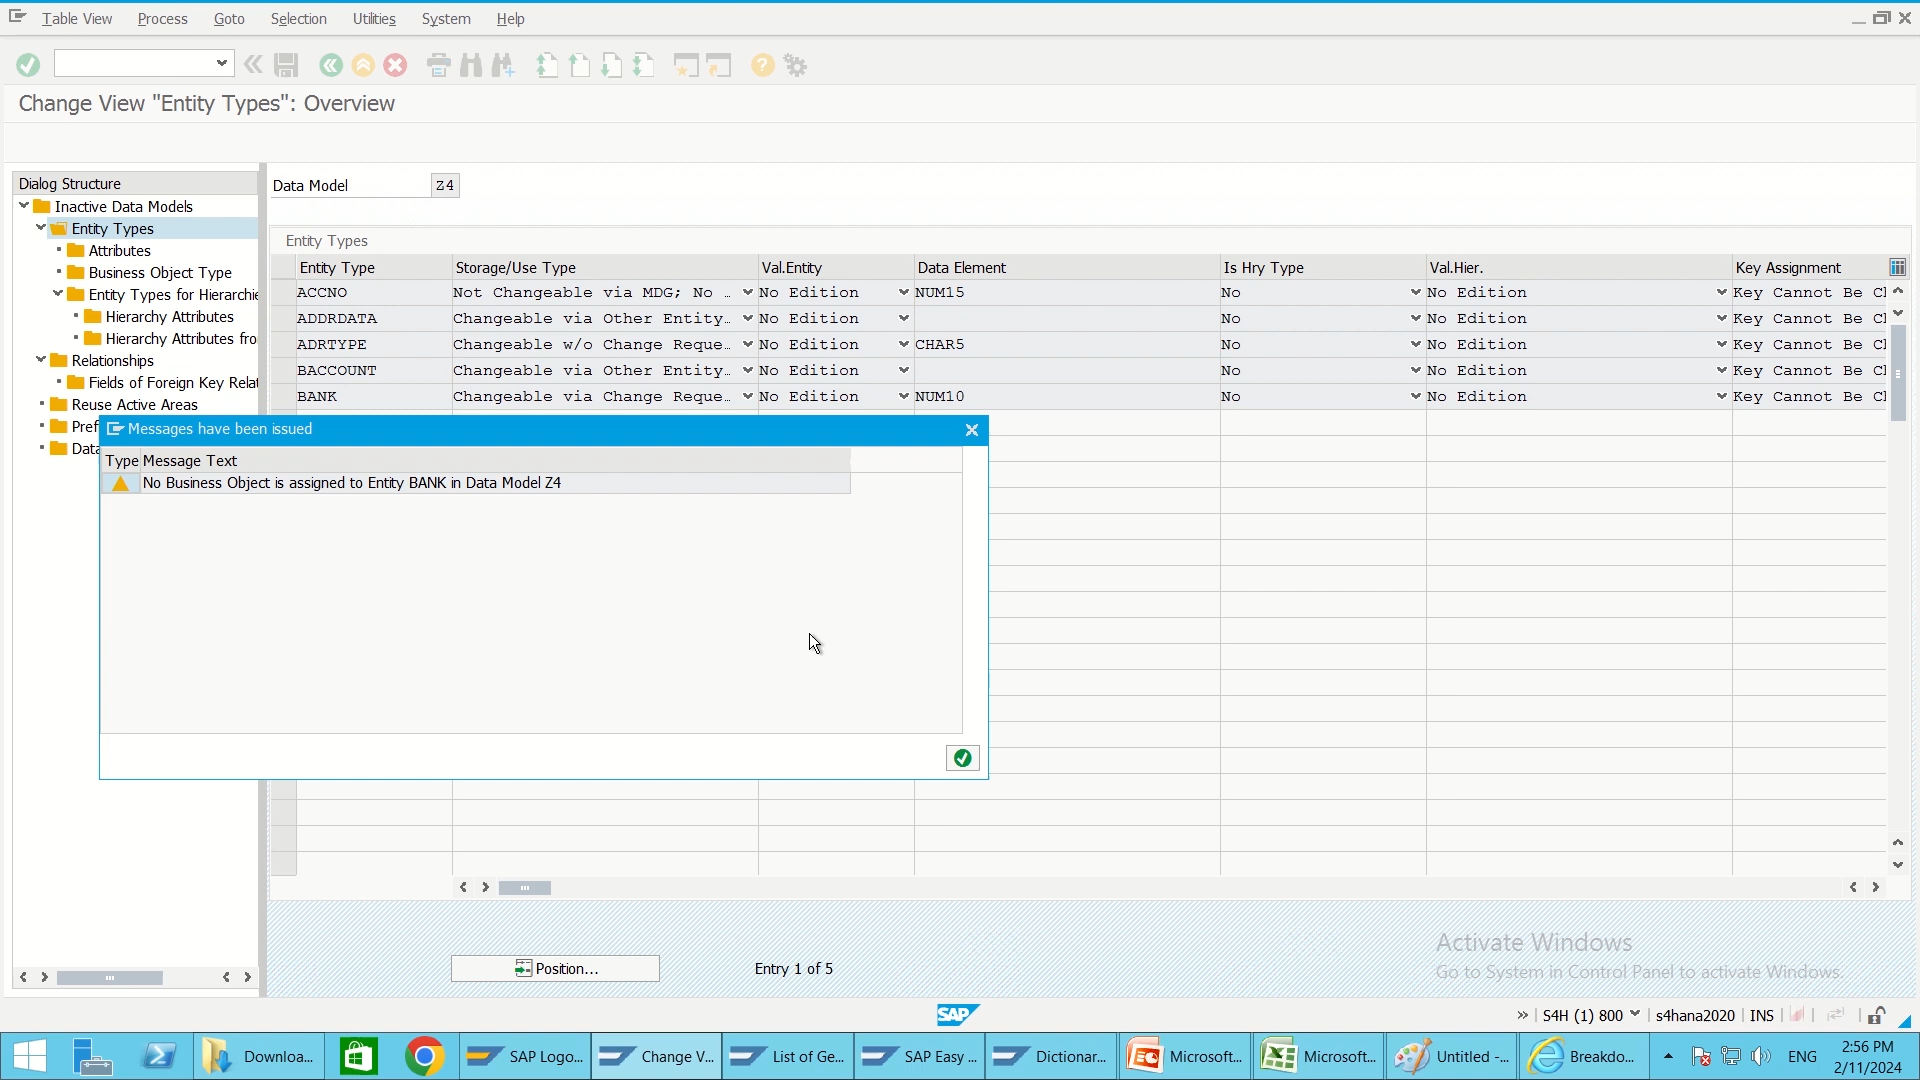 Table View Process Goto Selection Utilities System Help
Change View "Entity Types": Overview
Dialog Structure
Inactive Data Models
Entity Types
Attributes
Business Object Type
Entity Types for Hierarchie
Hierarchy Attributes
Hierarchy Attributes fro
Relationships
Fields of Foreign Key Relat
Reuse Active Areas
Pref
Data
Data Model Z4
Entity Types
Entity Type Storage/Use Type Val.Entity Data Element Is Hry Type Val.Hier. Key Assignment
ACCNO Not Changeable via MDG; No … No Edition NUM15 No No Edition Key Cannot Be C
ADDRDATA Changeable via Other Entity… No Edition No No Edition Key Cannot Be C
ADRTYPE Changeable w/o Change Reque… No Edition CHAR5 No No Edition Key Cannot Be C
BACCOUNT Changeable via Other Entity… No Edition No No Edition Key Cannot Be C
BANK Changeable via Change Reque… No Edition NUM10 No No Edition Key Cannot Be C
Messages have been issued
Type Message Text
No Business Object is assigned to Entity BANK in Data Model Z4
Position...
Entry 1 of 5
Activate Windows
Go to System in Control Panel to activate Windows.
SAP
S4H (1) 800 s4hana2020 INS
Downloa... SAP Logo... Change V... List of Ge... SAP Easy ... Dictionar... Microsoft... Microsoft... Untitled -... Breakdo... ENG
2:56 PM
2/11/2024